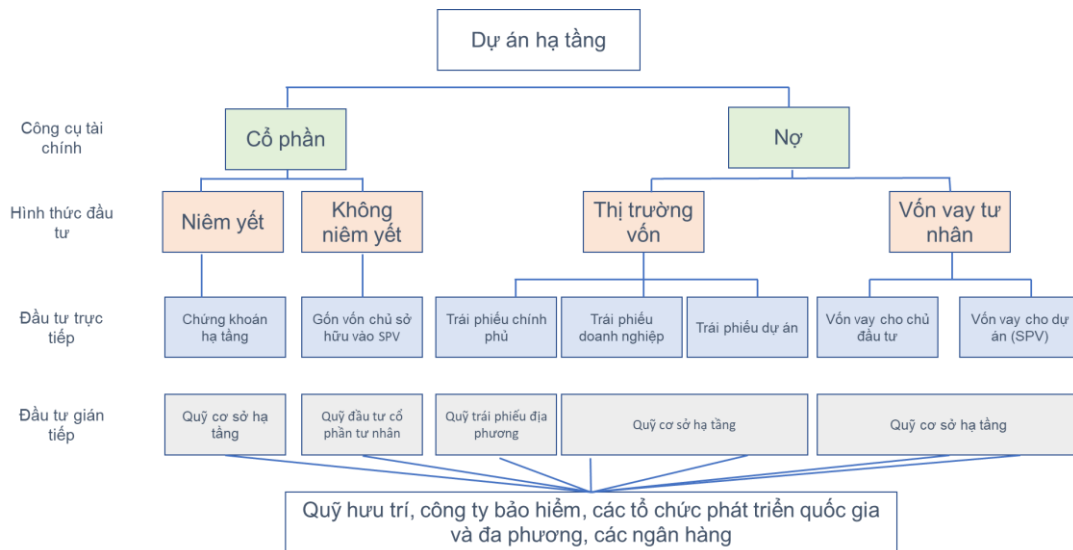 Dự án hạ tầng
Công cụ tài
chính
Cổ phần
Nợ
Hình thức đầu
tư
Niêm yết
Không
niêm yết
Thị trường
vốn
Vốn vay tư
nhân
Đầu tư trực
tiếp
Chứng khoán
hạ tầng
Gốn vốn chủ sở
hữu vào SPV
Trái phiếu chính
phủ
Trái phiếu
doanh nghiệp
Trái phiếu dự án
Vốn vay cho chủ
đầu tư
Vốn vay cho dự
án (SPV)
Đầu tư gián
tiếp
Quỹ cơ sở hạ
tầng
Quỹ đầu tư cổ
phần tư nhân
Quỹ trái phiếu địa
phương
Quỹ cơ sở hạ tầng
Quỹ cơ sở hạ tầng
Quỹ hưu trí, công ty bảo hiểm, các tổ chức phát triển quốc gia
và đa phương, các ngân hàng